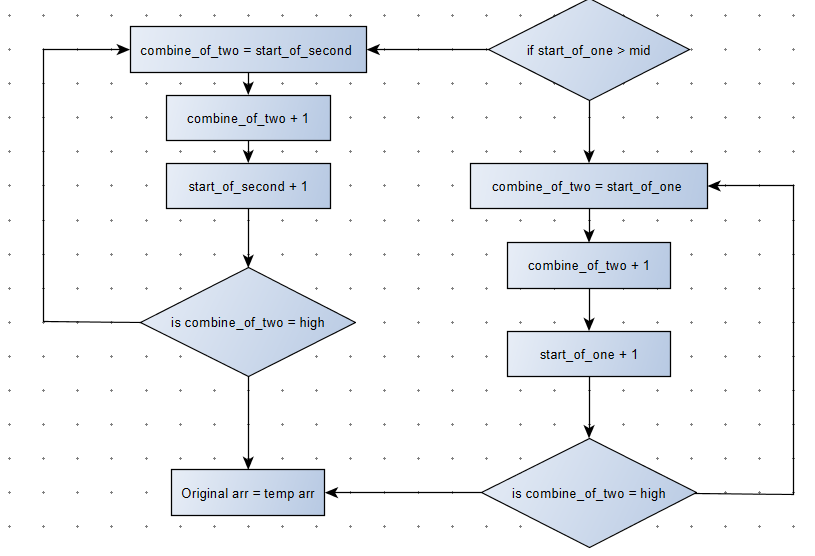 if start_of_one > mid
combine_of_two = start_of_second
combine_of_two + 1
start_of_second + 1
is combine_of_two = high
combine_of_two = start_of_one
combine_of_two + 1
start_of_one + 1
is combine_of_two = high
Original arr = temp arr